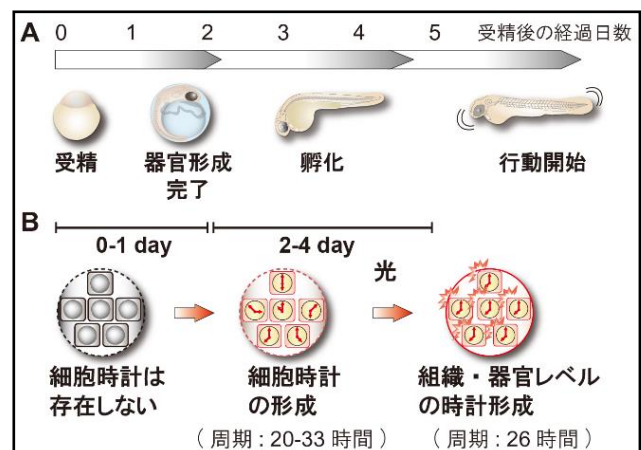 A
0 1 2 3 4 5 受精後の経過日数
受精
器官形成
完了
孵化
行動開始
B
0-1 day
2-4 day
光
細胞時計は
存在しない
細胞時計
の形成
( 周期 : 20-33 時間 )
組織・器官レベル
の時計形成
( 周期 : 26 時間 )